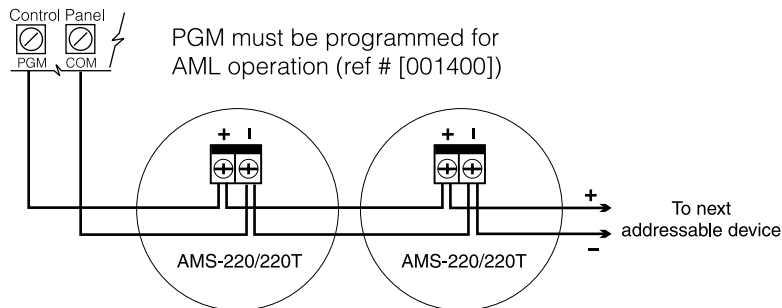 Control Panel
PGM COM
PGM must be programmed for
AML operation (ref # [001400])
+ −
+ −
AMS-220/220T
AMS-220/220T
+
−
To next
addressable device